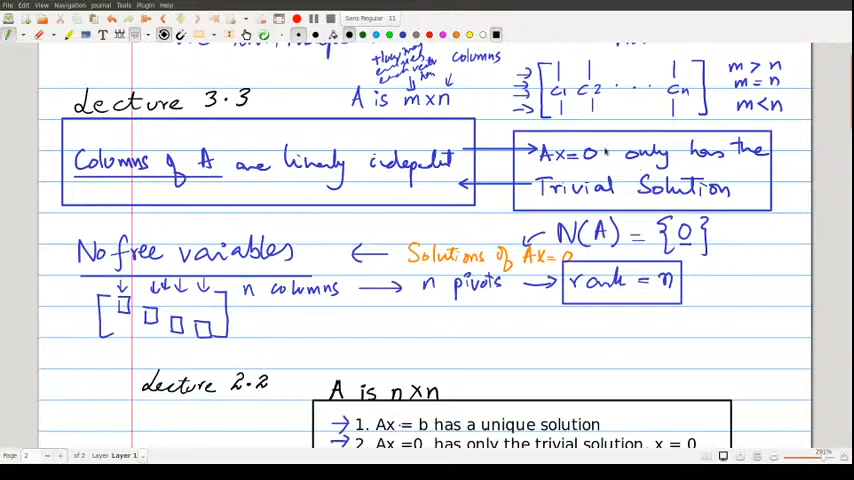 File Edit View Navigation Journal Tools Plugin Help
Sans Regular 11
columns
Lecture 3.3
A is m x n
C1 C2 . . . Cn
m > n
m = n
m < n
Columns of A are linearly indepedent
Ax=0 only has the
Trivial Solution
N(A) = {0}
No free variables
Solutions of Ax=0
n columns
n pivots
rank = n
Lecture 2.2
A is n x n
1. Ax = b has a unique solution
2. Ax =0 has only the trivial solution, x = 0
Page 2 of 2 Layer Layer 1
291%